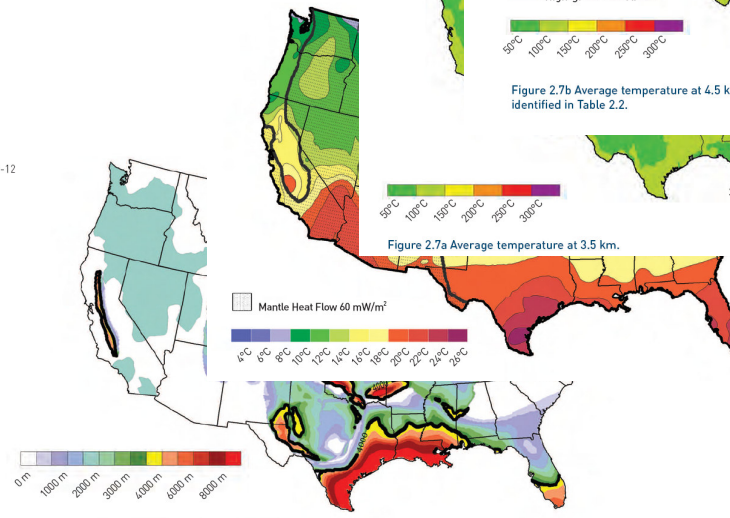 50°C 100°C 150°C 200°C 250°C 300°C
Figure 2.7b Average temperature at 4.5 k
identified in Table 2.2.
-12
50°C 100°C 150°C 200°C 250°C 300°C
Figure 2.7a Average temperature at 3.5 km.
Mantle Heat Flow 60 mW/m²
4°C 6°C 8°C 10°C 12°C 14°C 16°C 18°C 20°C 22°C 24°C 26°C
4000
0 m 1000 m 2000 m 3000 m 4000 m 6000 m 8000 m